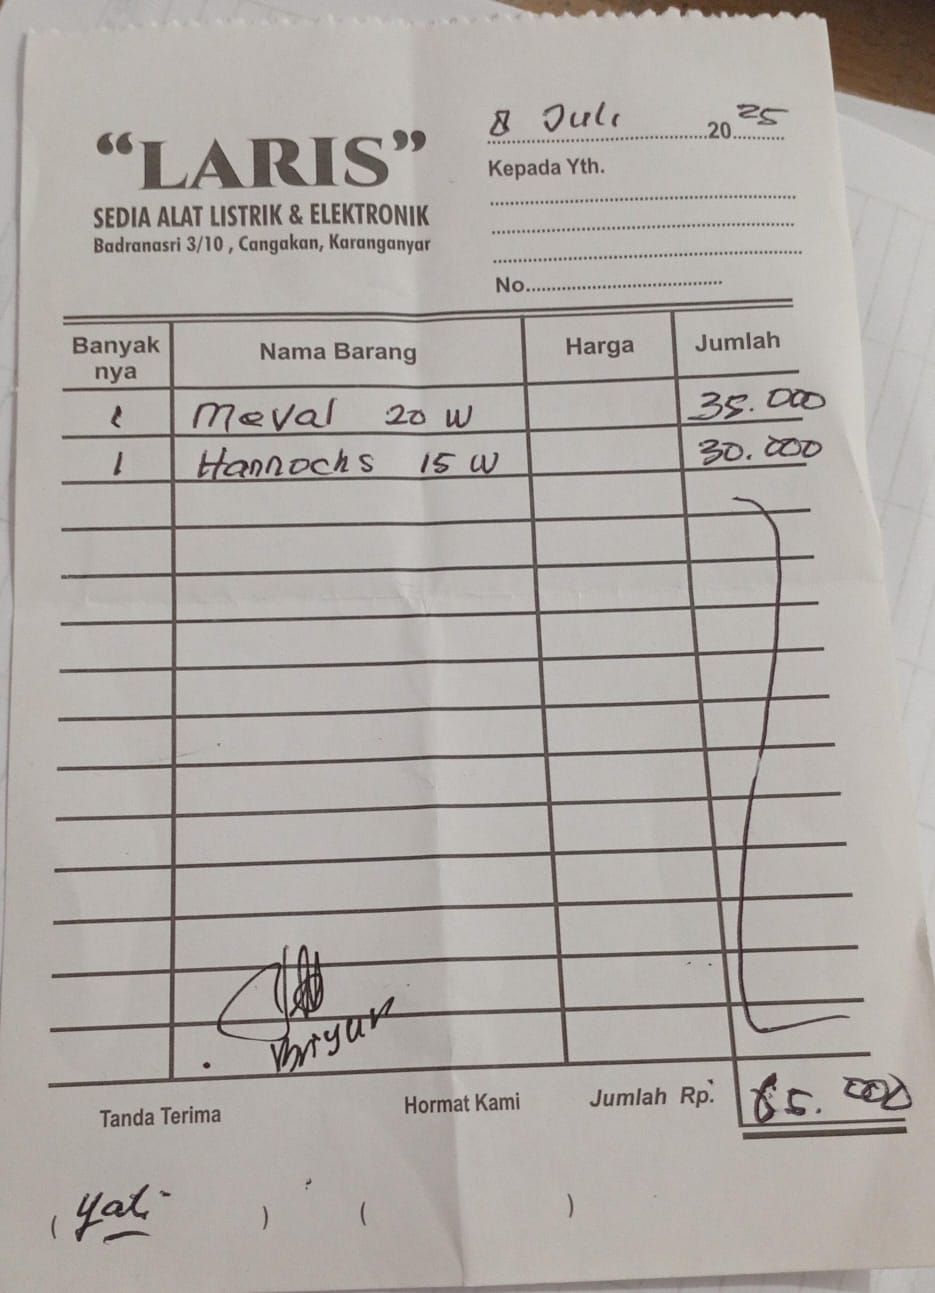 8 Juli 2025
"LARIS"
Kepada Yth.
SEDIA ALAT LISTRIK & ELEKTRONIK
Badranasri 3/10 , Cangakan, Karanganyar
No.
Banyak nya Nama Barang Harga Jumlah
1 Meval 20 W 35.000
1 Hannochs 15 W 30.000
Tanda Terima Hormat Kami Jumlah Rp. 65.000
( ) ( )